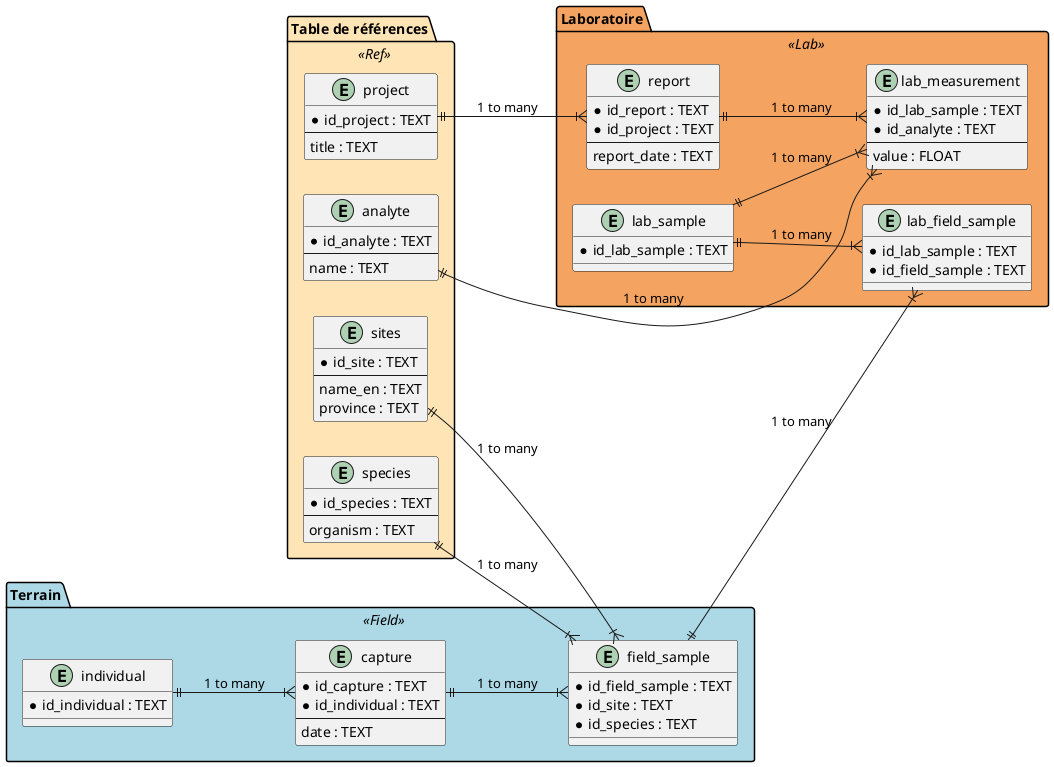 Table de références
«Ref»
E project
* id_project : TEXT
title : TEXT
E analyte
* id_analyte : TEXT
name : TEXT
E sites
* id_site : TEXT
name_en : TEXT
province : TEXT
E species
* id_species : TEXT
organism : TEXT
Laboratoire
«Lab»
E report
* id_report : TEXT
* id_project : TEXT
report_date : TEXT
E lab_measurement
* id_lab_sample : TEXT
* id_analyte : TEXT
value : FLOAT
E lab_sample
* id_lab_sample : TEXT
E lab_field_sample
* id_lab_sample : TEXT
* id_field_sample : TEXT
1 to many
1 to many
1 to many
1 to many
1 to many
1 to many
1 to many
1 to many
Terrain
«Field»
E individual
* id_individual : TEXT
1 to many
E capture
* id_capture : TEXT
* id_individual : TEXT
date : TEXT
1 to many
E field_sample
* id_field_sample : TEXT
* id_site : TEXT
* id_species : TEXT